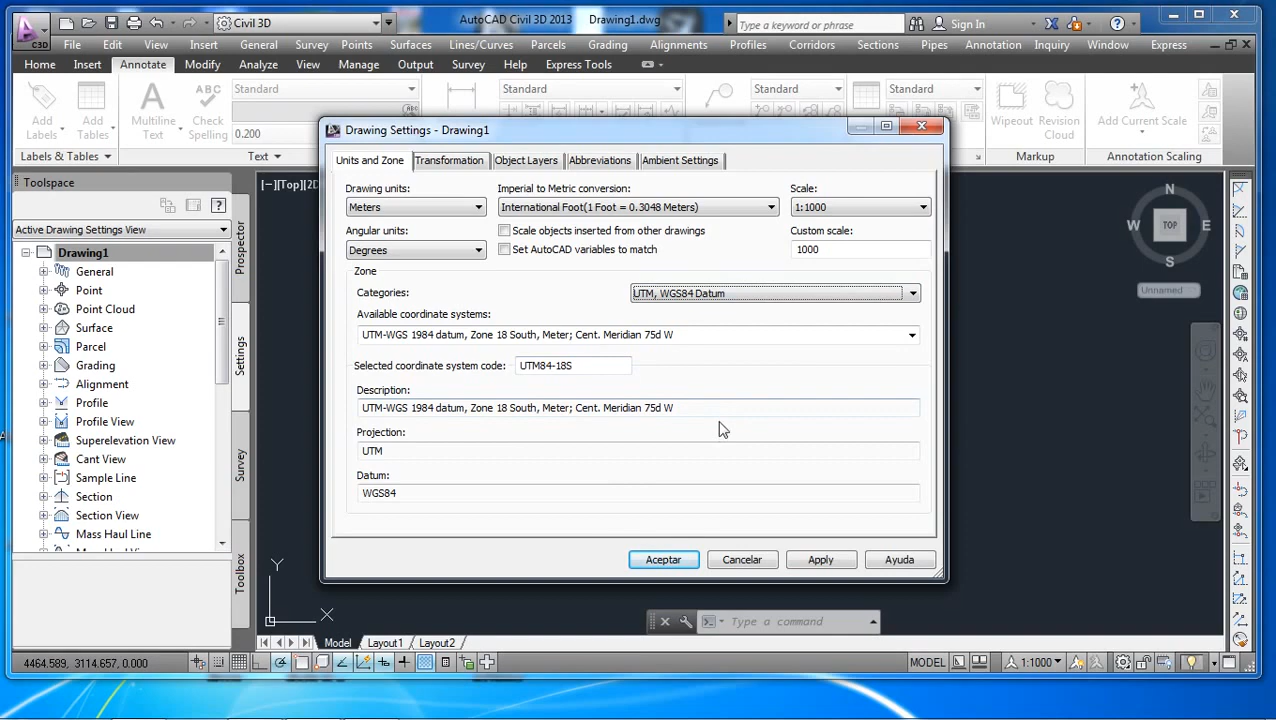 Civil 3D
AutoCAD Civil 3D 2013 Drawing1.dwg
Type a keyword or phrase
Sign In
C3D
File Edit View Insert General Survey Points Surfaces Lines/Curves Parcels Grading Alignments Profiles Corridors Sections Pipes Annotation Inquiry Window Express
Home Insert Annotate Modify Analyze View Manage Output Survey Help Express Tools
Add Labels
Add Tables
Multiline Text
ABC
Check Spelling
Standard
0.200
Standard
Standard
Standard
Wipeout
Revision Cloud
Add Current Scale
Labels & Tables
Text
Markup
Annotation Scaling
Toolspace
Active Drawing Settings View
Drawing1
General
Point
Point Cloud
Surface
Parcel
Grading
Alignment
Profile
Profile View
Superelevation View
Cant View
Sample Line
Section
Section View
Mass Haul Line
Prospector
Settings
Survey
Toolbox
[−][Top][2D
Drawing Settings - Drawing1
Units and Zone Transformation Object Layers Abbreviations Ambient Settings
Drawing units:
Imperial to Metric conversion:
Scale:
Meters
International Foot(1 Foot = 0.3048 Meters)
1:1000
Angular units:
Scale objects inserted from other drawings
Custom scale:
Degrees
Set AutoCAD variables to match
1000
Zone
Categories:
UTM, WGS84 Datum
Available coordinate systems:
UTM-WGS 1984 datum, Zone 18 South, Meter; Cent. Meridian 75d W
Selected coordinate system code:
UTM84-18S
Description:
UTM-WGS 1984 datum, Zone 18 South, Meter; Cent. Meridian 75d W
Projection:
UTM
Datum:
WGS84
Aceptar Cancelar Apply Ayuda
N
W TOP E
S
Unnamed
Y
X
Type a command
Model Layout1 Layout2
4464.589, 3114.657, 0.000
MODEL
1:1000